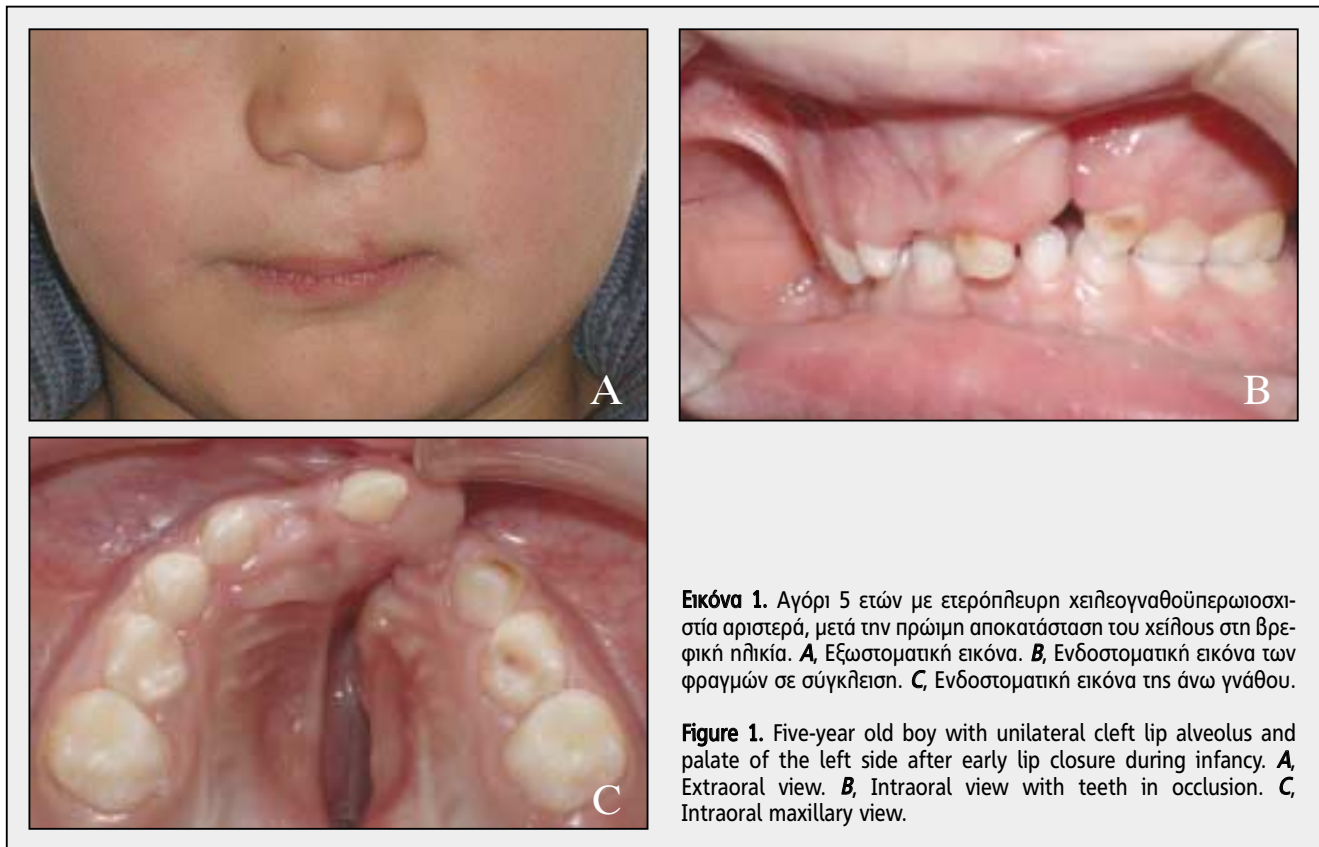 A
B
C
Εικόνα 1. Αγόρι 5 ετών με ετερόπλευρη χειλεογναθοϋπερωιοσχι-
στία αριστερά, μετά την πρώιμη αποκατάσταση του χείλους στη βρε-
φική ηλικία. A, Εξωστοματική εικόνα. B, Ενδοστοματική εικόνα των
φραγμών σε σύγκλειση. C, Ενδοστοματική εικόνα της άνω γνάθου.
Figure 1. Five-year old boy with unilateral cleft lip alveolus and
palate of the left side after early lip closure during infancy. A,
Extraoral view. B, Intraoral view with teeth in occlusion. C,
Intraoral maxillary view.